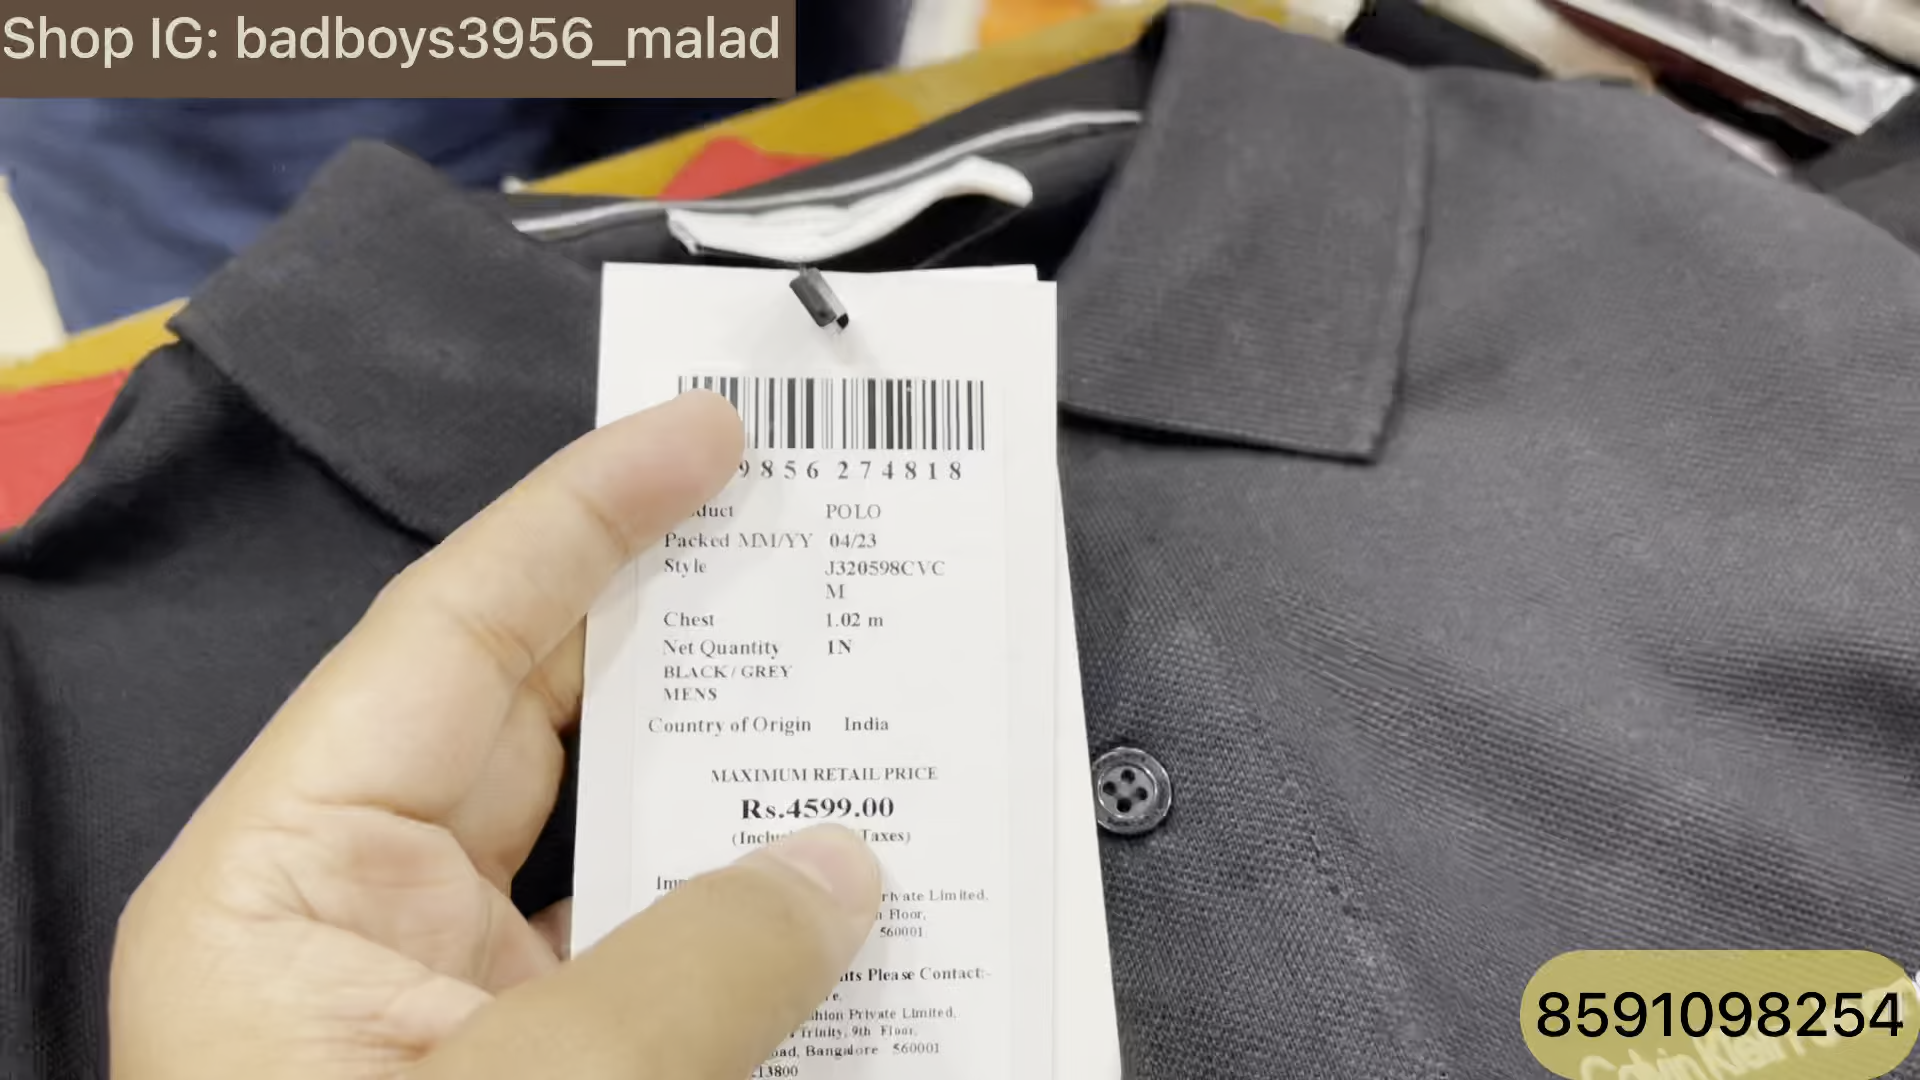 Shop IG: badboys3956_malad
9856 274818
POLO
Packed MM/YY 04/23
Style J320598CVC
M
Chest 1.02 m
Net Quantity 1N
BLACK / GREY
MENS
Country of Origin India
MAXIMUM RETAIL PRICE
Rs.4599.00
Taxes)
Limited,
Floor,
560001
Please Contact:-
Private Limited,
Trinity, 9th Floor,
Bangalore 560001
8591098254
Calvin Klein